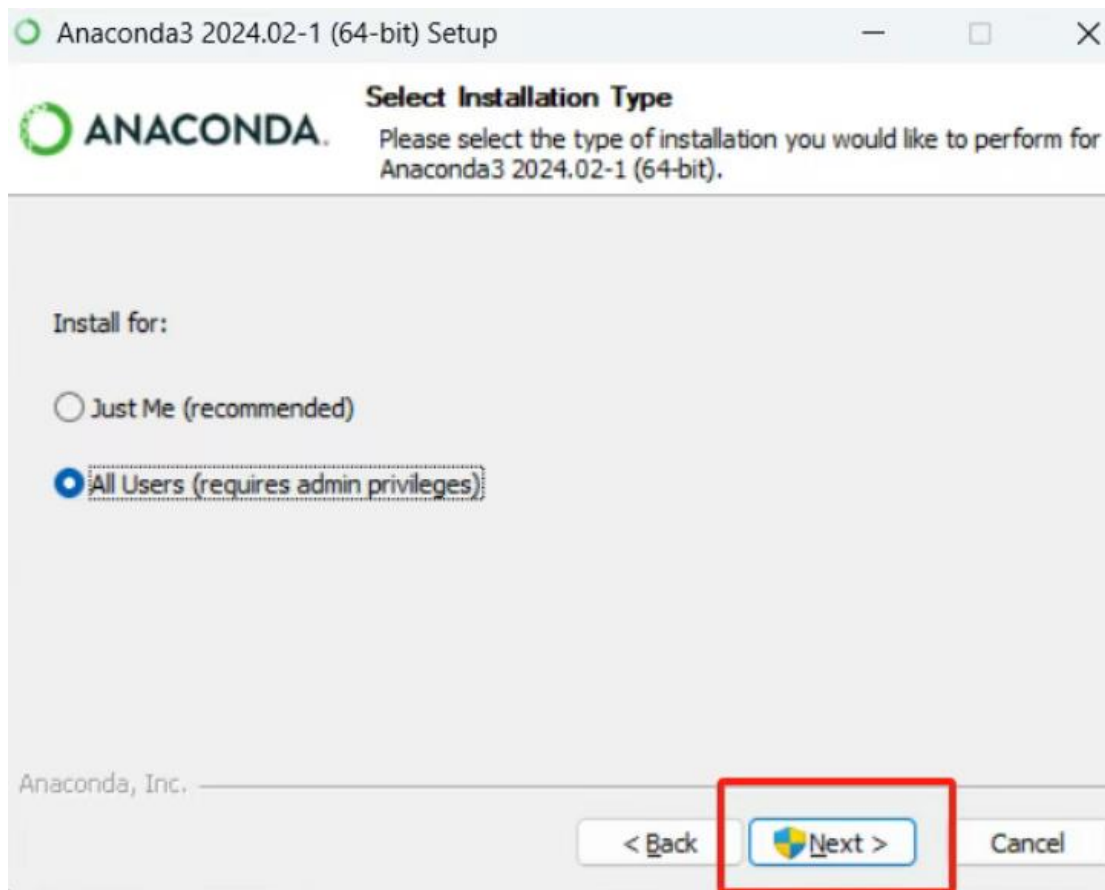 Anaconda3 2024.02-1 (64-bit) Setup
ANACONDA.
Select Installation Type
Please select the type of installation you would like to perform for
Anaconda3 2024.02-1 (64-bit).
Install for:
Just Me (recommended)
All Users (requires admin privileges)
Anaconda, Inc.
< Back Next > Cancel